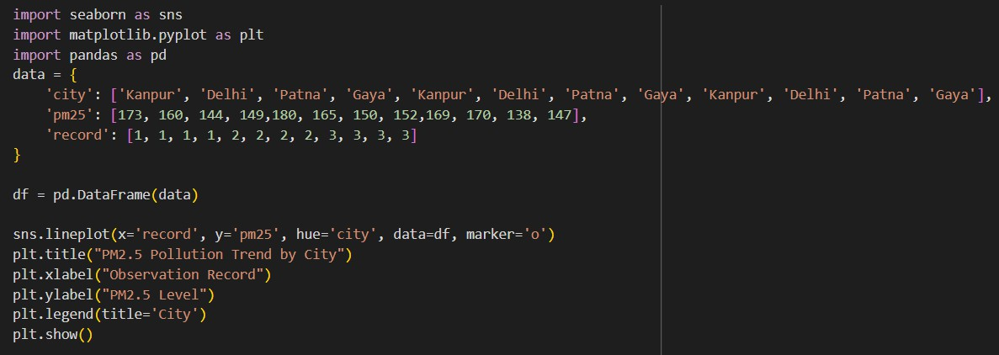 import seaborn as sns
import matplotlib.pyplot as plt
import pandas as pd
data = {
    'city': ['Kanpur', 'Delhi', 'Patna', 'Gaya', 'Kanpur', 'Delhi', 'Patna', 'Gaya', 'Kanpur', 'Delhi', 'Patna', 'Gaya'],
    'pm25': [173, 160, 144, 149,180, 165, 150, 152,169, 170, 138, 147],
    'record': [1, 1, 1, 1, 2, 2, 2, 2, 3, 3, 3, 3]
}

df = pd.DataFrame(data)

sns.lineplot(x='record', y='pm25', hue='city', data=df, marker='o')
plt.title("PM2.5 Pollution Trend by City")
plt.xlabel("Observation Record")
plt.ylabel("PM2.5 Level")
plt.legend(title='City')
plt.show()